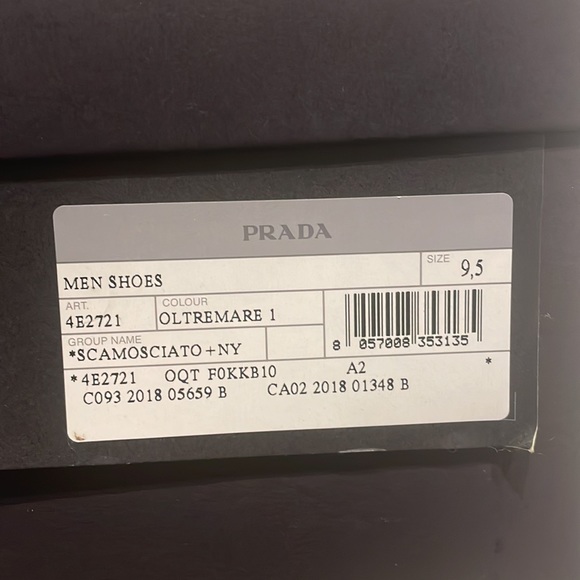 PRADA
MEN SHOES
SIZE 9,5
ART. 4E2721
COLOUR OLTREMARE 1
GROUP NAME
*SCAMOSCIATO+NY
8 057008 353135
*4E2721 OQT F0KKB10 A2 *
C093 2018 05659 B CA02 2018 01348 B